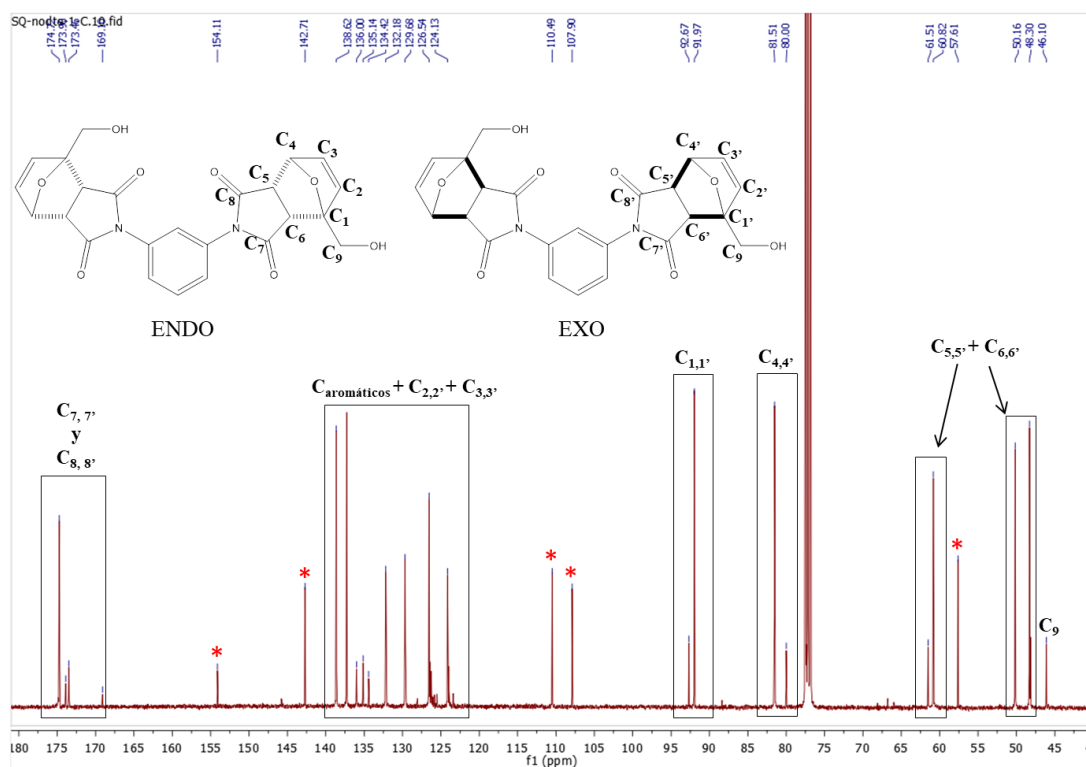 SQ-nodta-1-C.10.fid
154.11
142.71
138.62
136.00
135.14
134.42
132.18
129.68
126.54
124.13
110.49
107.90
92.67
91.97
81.51
80.00
61.51
60.82
57.61
50.16
48.30
46.10
OH
O
O
O
O
N
N
O
O
C4
C3
C5
C2
C8
C1
C6
C7
C9
OH
ENDO
OH
O
O
O
O
N
N
O
O
C4'
C3'
C5'
C2'
C8'
C1'
C6'
C7'
C9
OH
EXO
C7, 7'
y
C8, 8'
Caromáticos + C2,2' + C3,3'
C1,1'
C4,4'
C5,5' + C6,6'
C9
*
*
*
*
*
180 175 170 165 160 155 150 145 140 135 130 125 120 115 110 105 100 95 90 85 80 75 70 65 60 55 50 45
f1 (ppm)